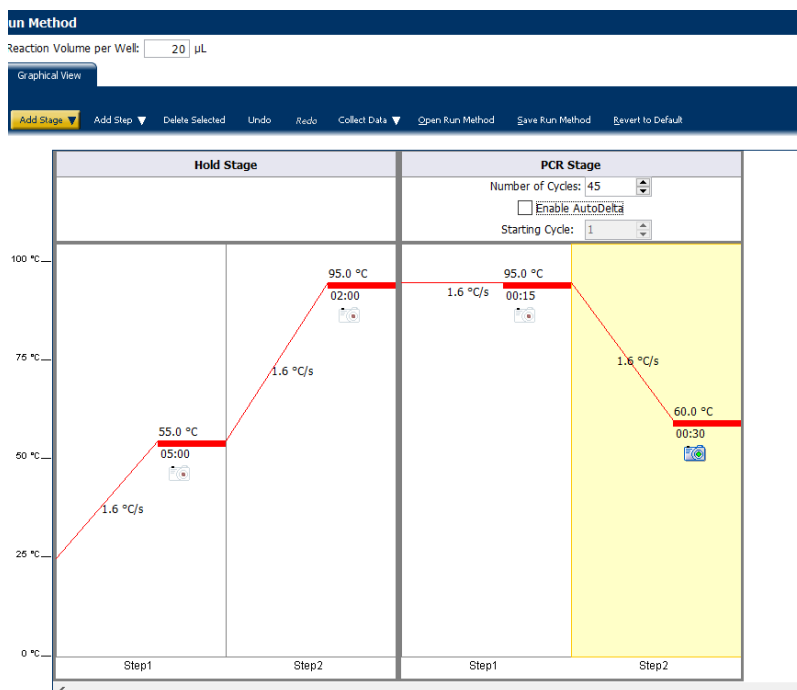 un Method
Reaction Volume per Well: 20 µL
Graphical View
Add Stage Add Step Delete Selected Undo Redo Collect Data Open Run Method Save Run Method Revert to Default
Hold Stage PCR Stage
Number of Cycles: 45
Enable AutoDelta
Starting Cycle: 1
100 °C
95.0 °C 95.0 °C
02:00 1.6 °C/s 00:15
75 °C
1.6 °C/s 1.6 °C/s
60.0 °C
55.0 °C 00:30
05:00
50 °C
1.6 °C/s
25 °C
0 °C
Step1 Step2 Step1 Step2